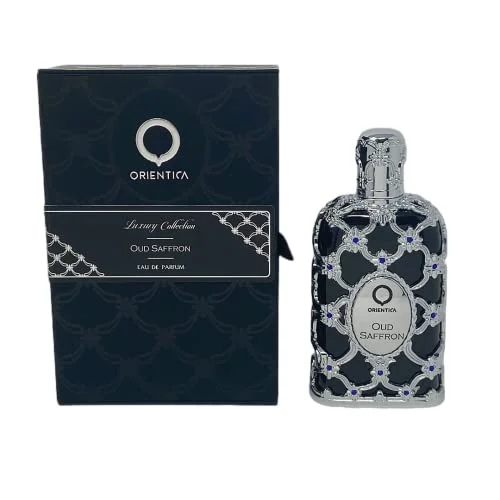 ORIENTICA
Luxury Collection
OUD SAFFRON
EAU DE PARFUM
ORIENTICA
OUD
SAFFRON